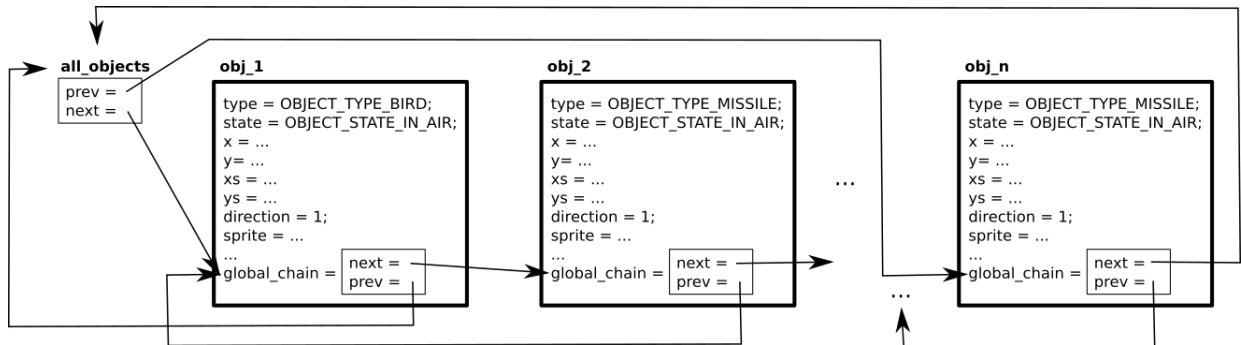 all_objects
prev =
next =
obj_1
type = OBJECT_TYPE_BIRD;
state = OBJECT_STATE_IN_AIR;
x = ...
y= ...
xs = ...
ys = ...
direction = 1;
sprite = ...
...
global_chain =
next =
prev =
obj_2
type = OBJECT_TYPE_MISSILE;
state = OBJECT_STATE_IN_AIR;
x = ...
y= ...
xs = ...
ys = ...
direction = 1;
sprite = ...
...
global_chain =
next =
prev =
...
...
obj_n
type = OBJECT_TYPE_MISSILE;
state = OBJECT_STATE_IN_AIR;
x = ...
y= ...
xs = ...
ys = ...
direction = 1;
sprite = ...
...
global_chain =
next =
prev =